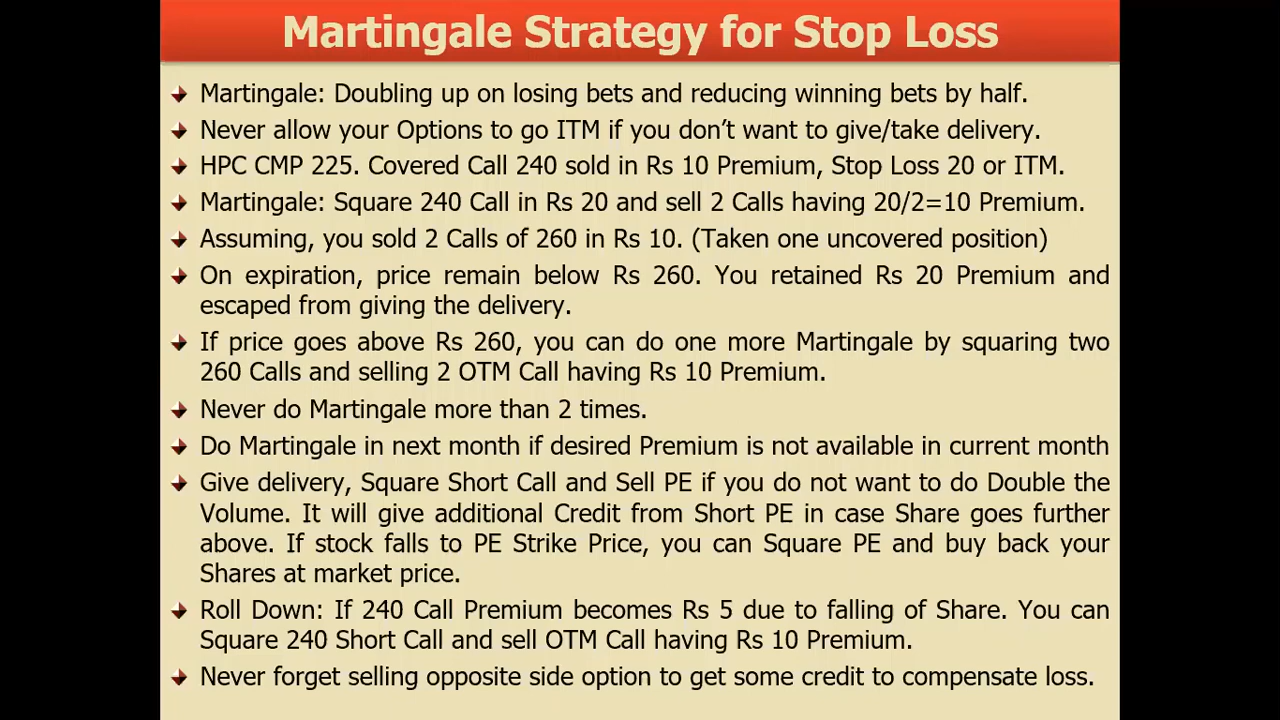 Martingale Strategy for Stop Loss
Martingale: Doubling up on losing bets and reducing winning bets by half.
Never allow your Options to go ITM if you don’t want to give/take delivery.
HPC CMP 225. Covered Call 240 sold in Rs 10 Premium, Stop Loss 20 or ITM.
Martingale: Square 240 Call in Rs 20 and sell 2 Calls having 20/2=10 Premium.
Assuming, you sold 2 Calls of 260 in Rs 10. (Taken one uncovered position)
On expiration, price remain below Rs 260. You retained Rs 20 Premium and
escaped from giving the delivery.
If price goes above Rs 260, you can do one more Martingale by squaring two
260 Calls and selling 2 OTM Call having Rs 10 Premium.
Never do Martingale more than 2 times.
Do Martingale in next month if desired Premium is not available in current month
Give delivery, Square Short Call and Sell PE if you do not want to do Double the
Volume. It will give additional Credit from Short PE in case Share goes further
above. If stock falls to PE Strike Price, you can Square PE and buy back your
Shares at market price.
Roll Down: If 240 Call Premium becomes Rs 5 due to falling of Share. You can
Square 240 Short Call and sell OTM Call having Rs 10 Premium.
Never forget selling opposite side option to get some credit to compensate loss.